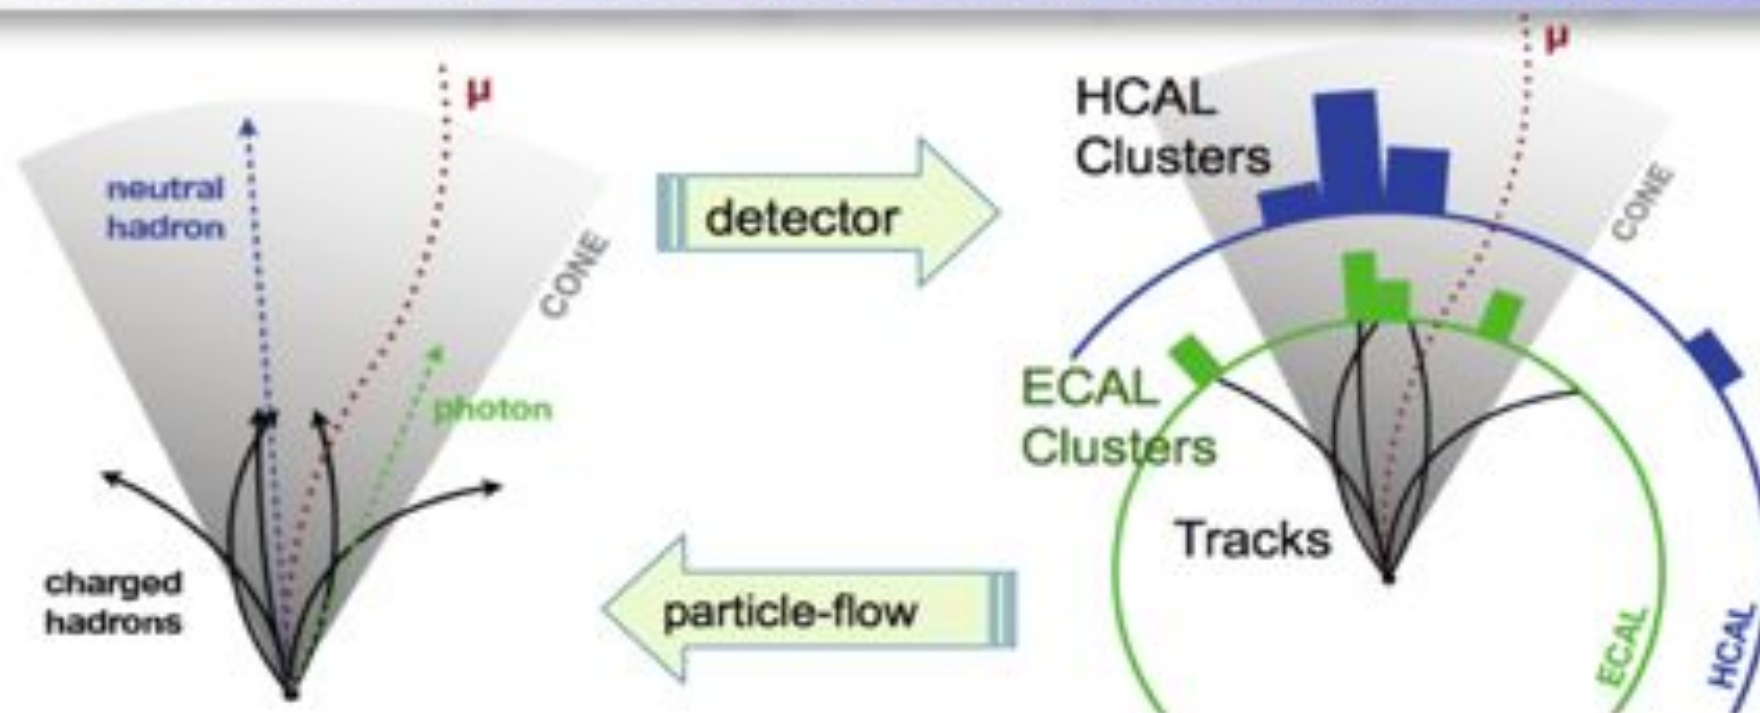 μ
neutral
hadron
CONE
photon
charged
hadrons
detector
particle-flow
μ
HCAL
Clusters
CONE
ECAL
Clusters
Tracks
ECAL
HCAL